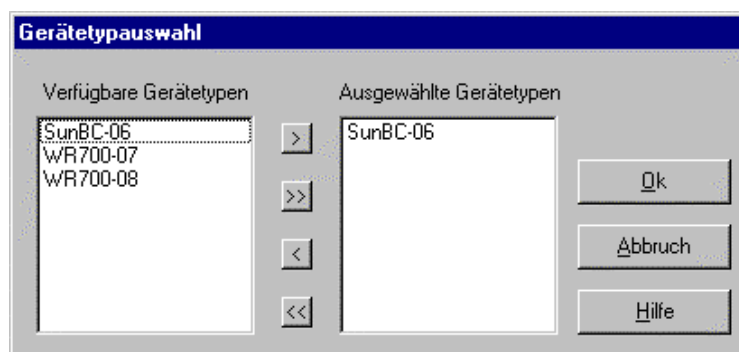 Gerätetypauswahl
Verfügbare Gerätetypen
SunBC-06
WR700-07
WR700-08
>
>>
<
<<
Ausgewählte Gerätetypen
SunBC-06
Ok
Abbruch
Hilfe